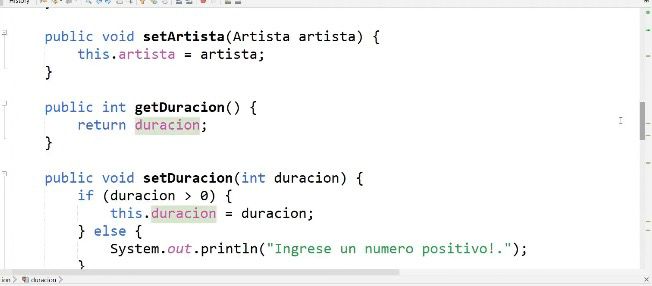 History
public void setArtista(Artista artista) {
this.artista = artista;
}
public int getDuracion() {
return duracion;
}
public void setDuracion(int duracion) {
if (duracion > 0) {
this.duracion = duracion;
} else {
System.out.println("Ingrese un numero positivo!.");
}
duracion